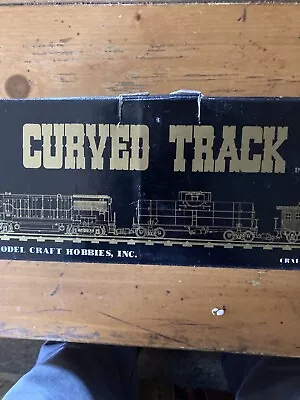 CURVED TRACK
ODEL CRAFT HOBBIES, INC.